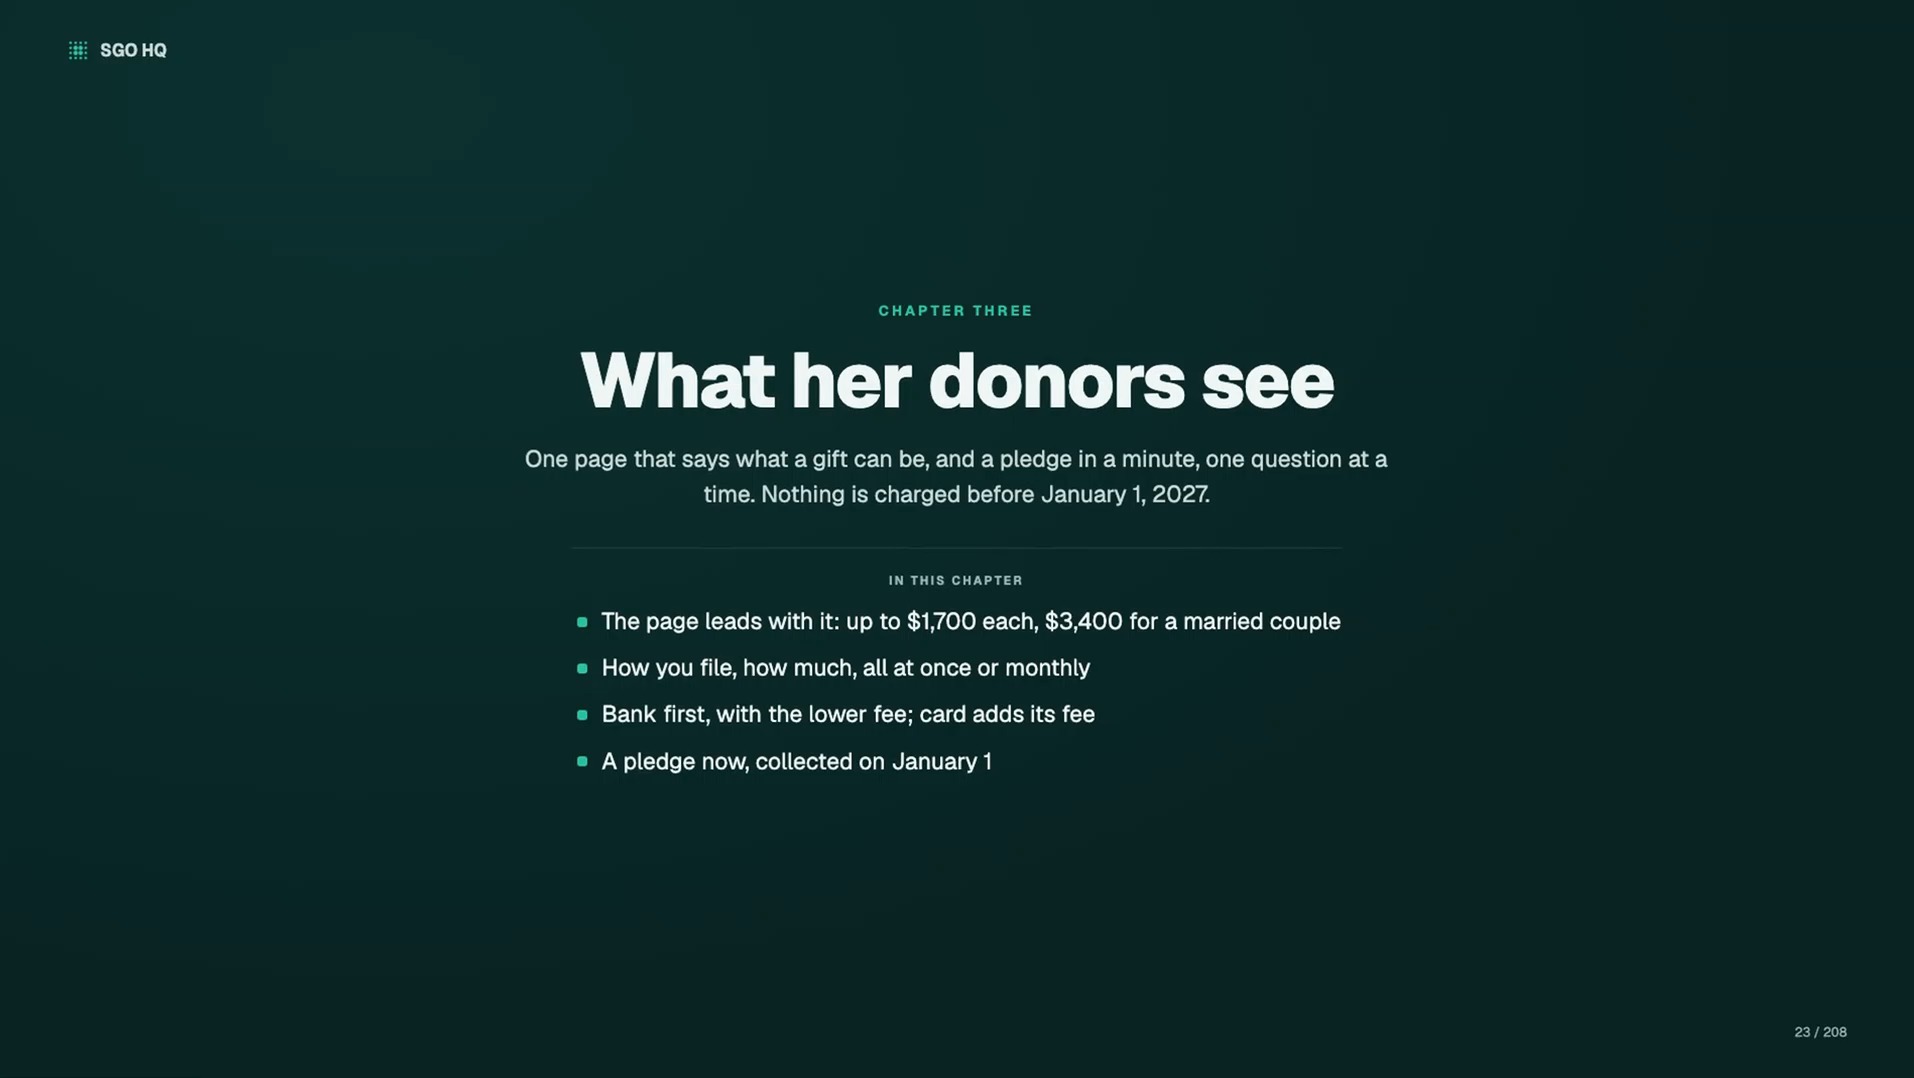 SGO HQ
CHAPTER THREE
What her donors see
One page that says what a gift can be, and a pledge in a minute, one question at a
time. Nothing is charged before January 1, 2027.
IN THIS CHAPTER
The page leads with it: up to $1,700 each, $3,400 for a married couple
How you file, how much, all at once or monthly
Bank first, with the lower fee; card adds its fee
A pledge now, collected on January 1
23 / 208